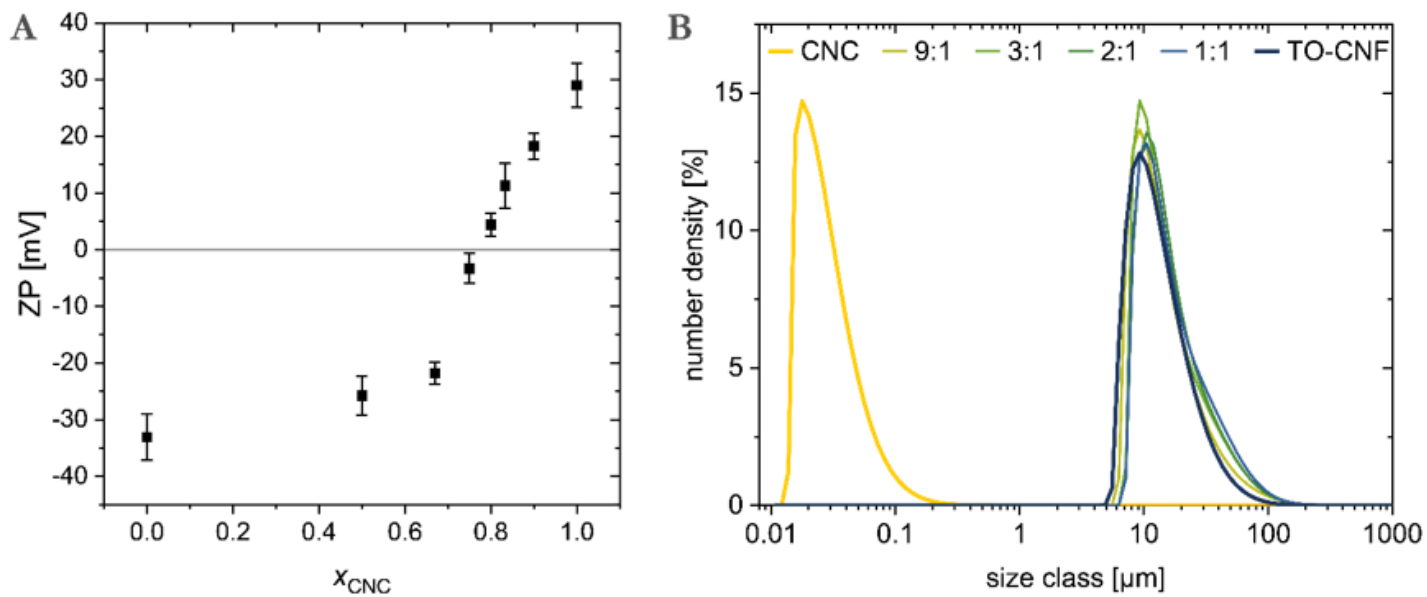 A
ZP [mV]
40
30
20
10
0
-10
-20
-30
-40
0.0 0.2 0.4 0.6 0.8 1.0
xCNC
B
CNC 9:1 3:1 2:1 1:1 TO-CNF
number density [%]
15
10
5
0
0.01 0.1 1 10 100 1000
size class [µm]